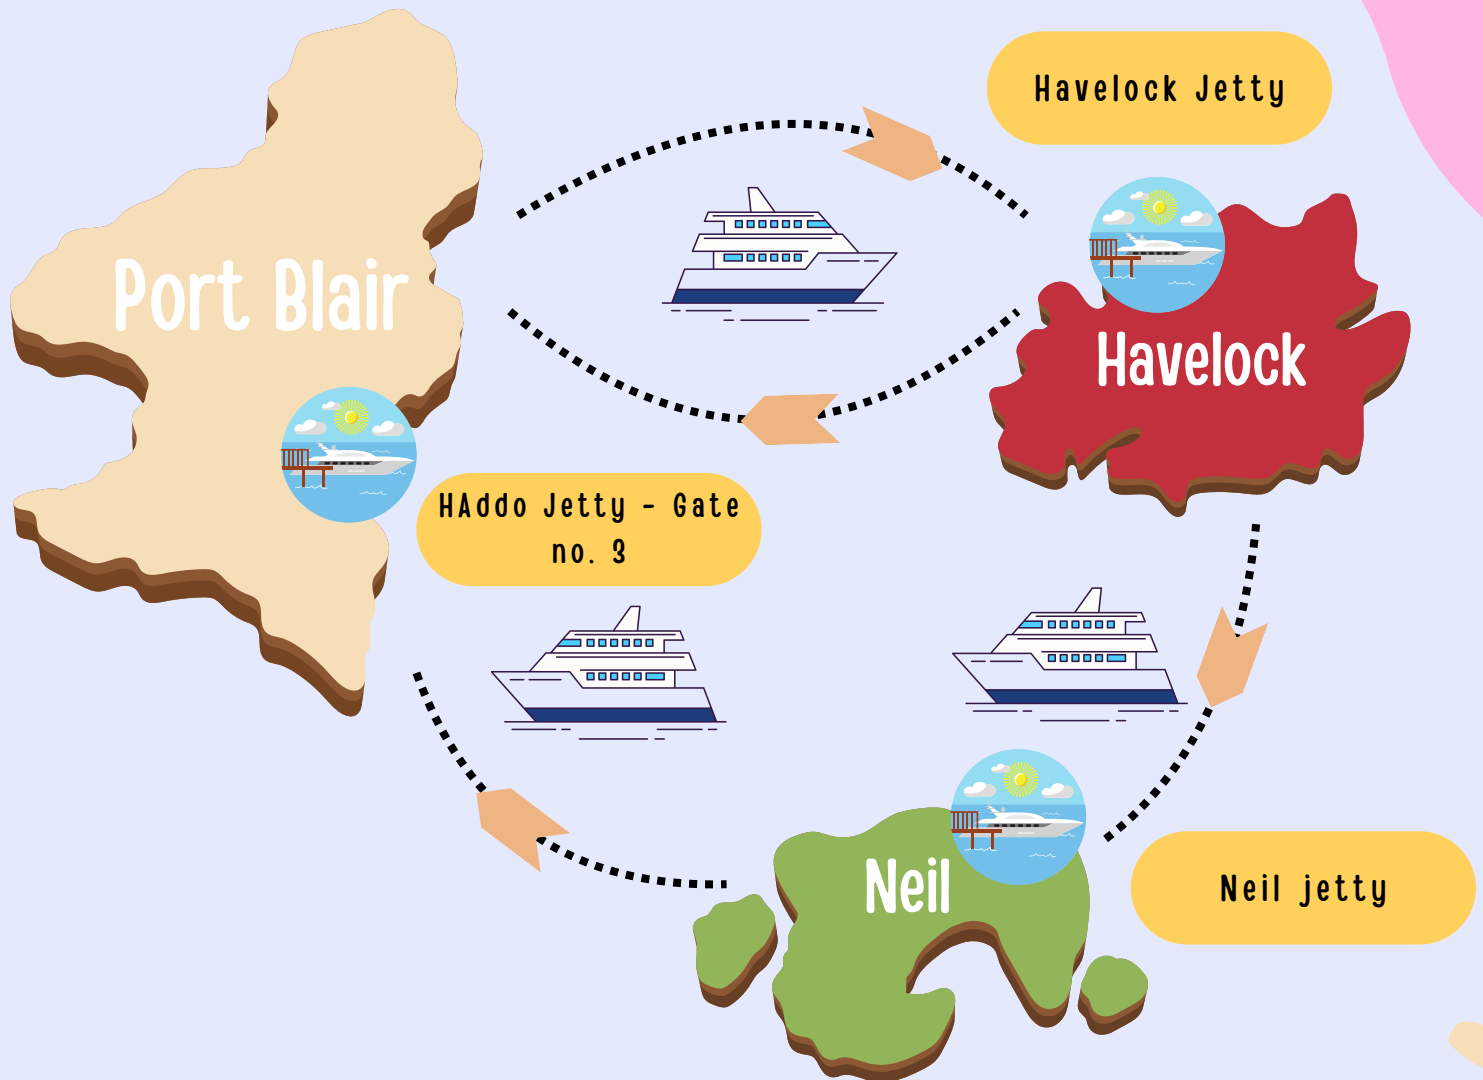 Havelock Jetty
Port Blair
Havelock
HAddo Jetty - Gate
no. 3
Neil
Neil jetty